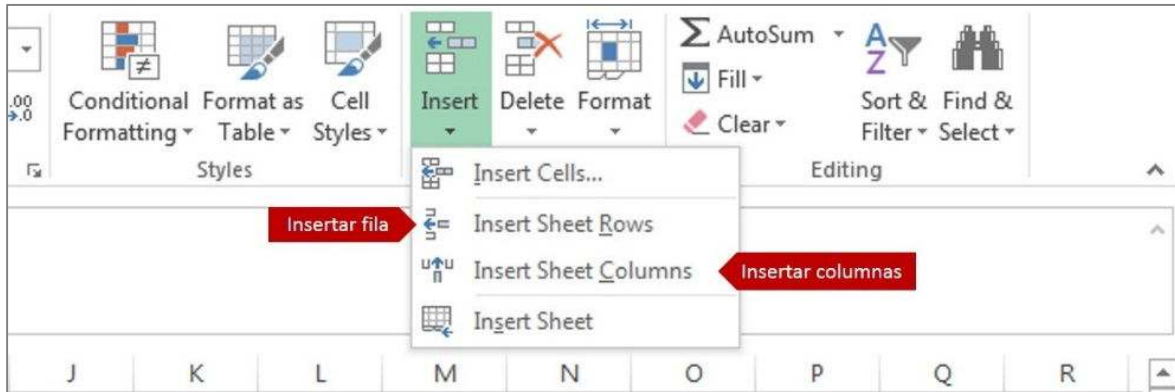 .00
.0
Conditional
Formatting
Format as
Table
Cell
Styles
Styles
Insert
Delete
Format
AutoSum
Fill
Clear
A
Z
Sort &
Filter
Find &
Select
Editing
Insert Cells...
Insertar fila
Insert Sheet Rows
Insert Sheet Columns
Insertar columnas
Insert Sheet
J K L M N O P Q R